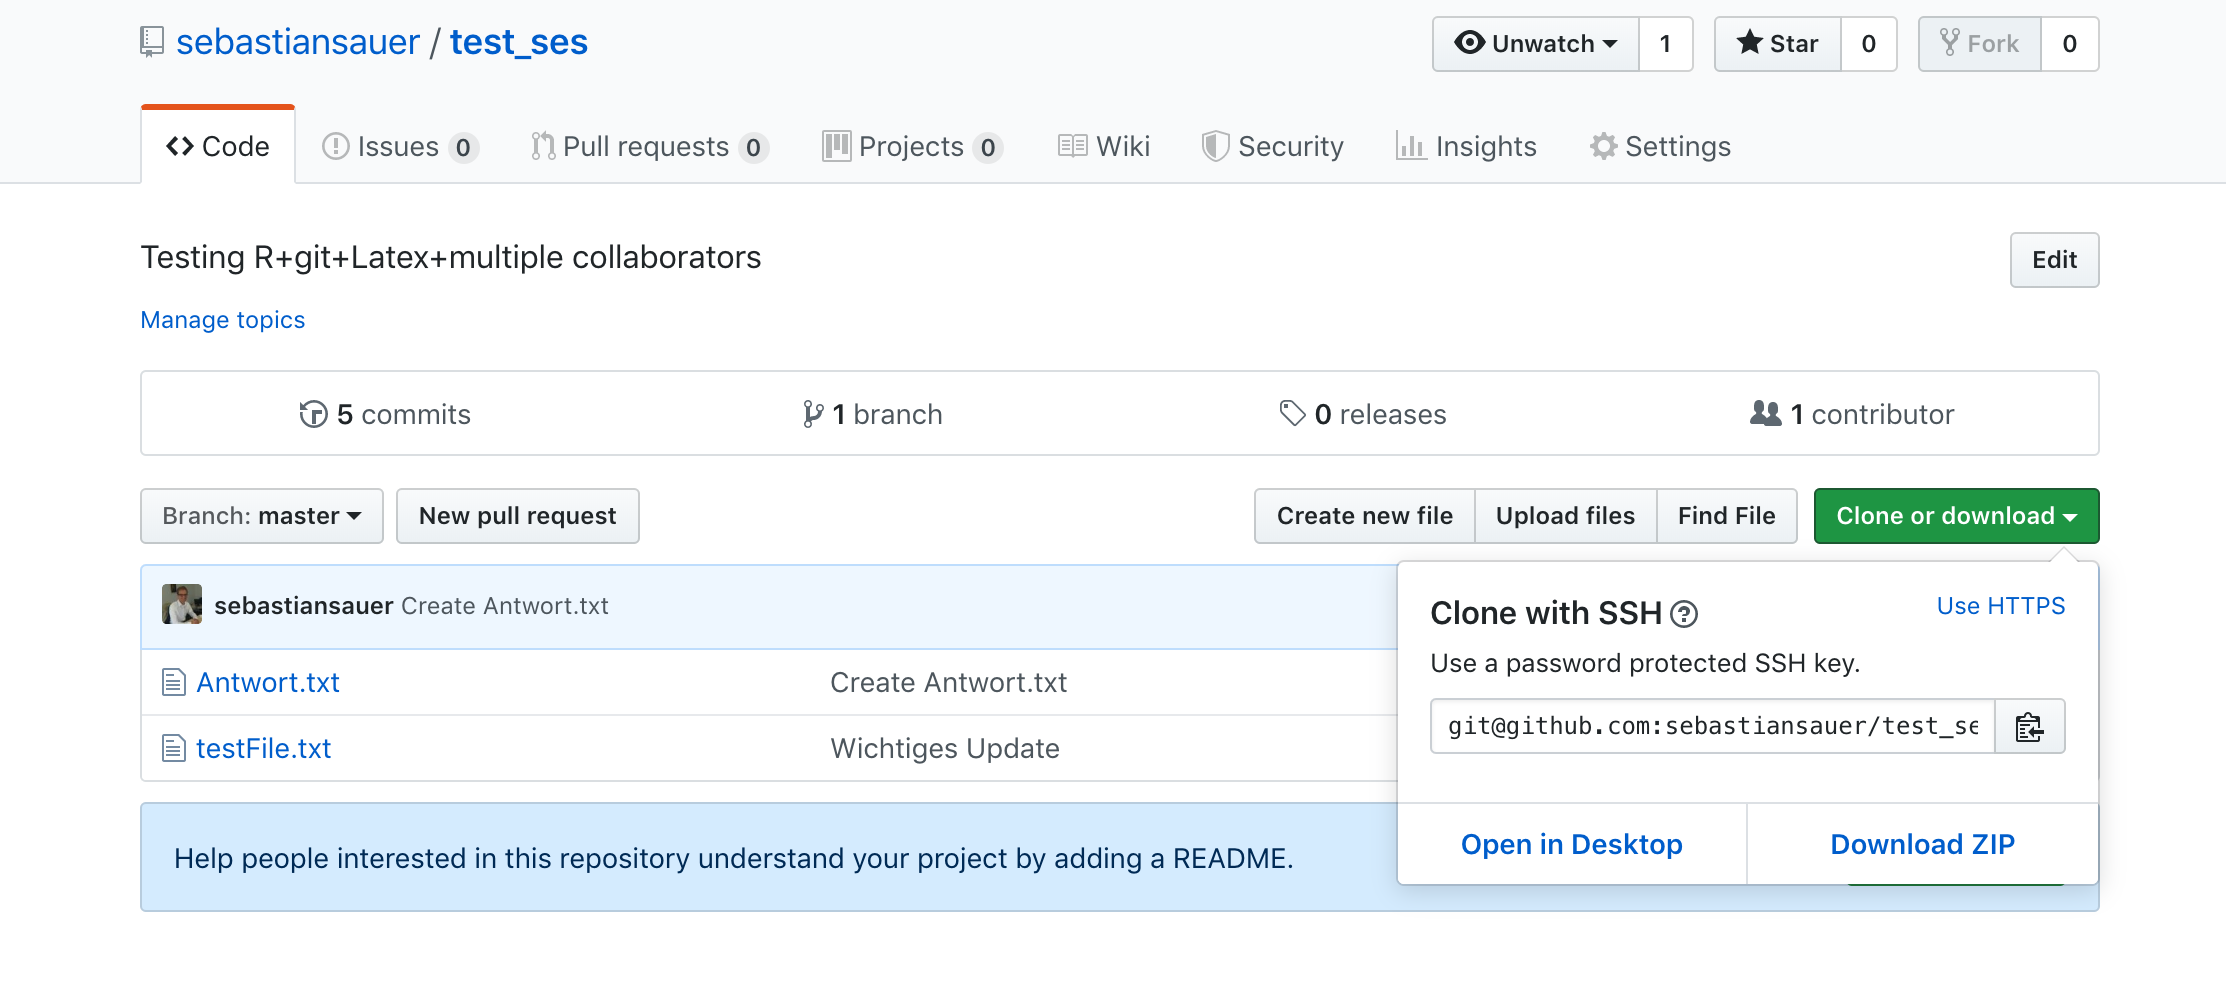 sebastiansauer / test_ses
Unwatch 1 Star 0 Fork 0
Code Issues 0 Pull requests 0 Projects 0 Wiki Security Insights Settings
Testing R+git+Latex+multiple collaborators
Edit
Manage topics
5 commits 1 branch 0 releases 1 contributor
Branch: master New pull request Create new file Upload files Find File Clone or download
sebastiansauer Create Antwort.txt
Antwort.txt Create Antwort.txt
testFile.txt Wichtiges Update
Help people interested in this repository understand your project by adding a README.
Clone with SSH ? Use HTTPS
Use a password protected SSH key.
git@github.com:sebastiansauer/test_se
Open in Desktop Download ZIP